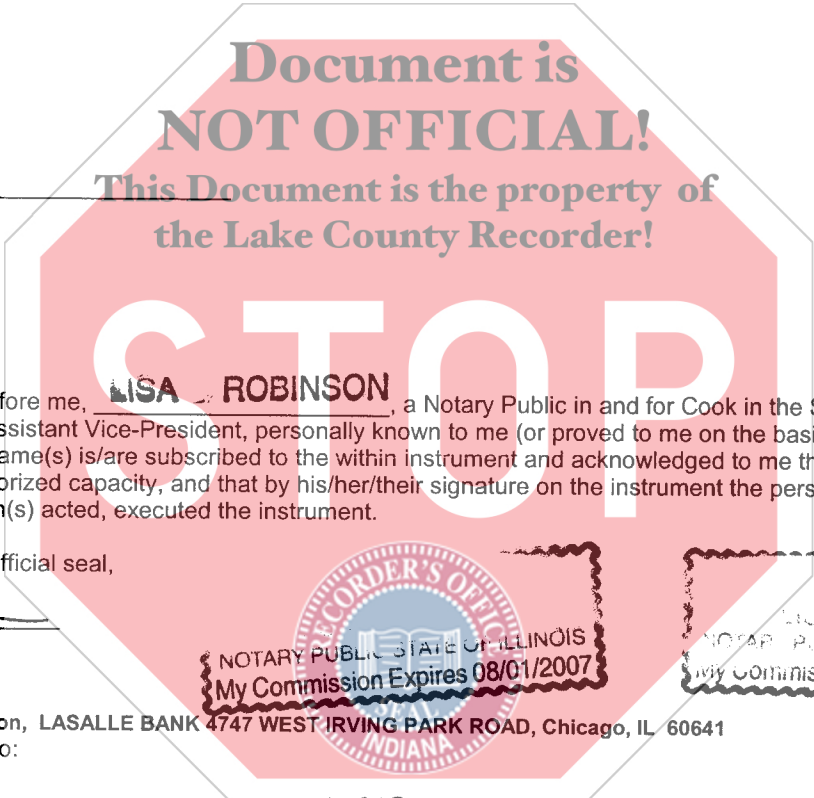 Document is
NOT OFFICIAL!
This Document is the property of
the Lake County Recorder!
STOP
fore me, LISA ROBINSON, a Notary Public in and for Cook in the S
ssistant Vice-President, personally known to me (or proved to me on the basi
ame(s) is/are subscribed to the within instrument and acknowledged to me th
orized capacity, and that by his/her/their signature on the instrument the pers
n(s) acted, executed the instrument.
fficial seal,
RECORDER'S OFFICE
SEAL
INDIANA
NOTARY PUBLIC STATE OF ILLINOIS
My Commission Expires 08/01/2007
NOTARY PU
My Commis
on, LASALLE BANK 4747 WEST IRVING PARK ROAD, Chicago, IL 60641
o: